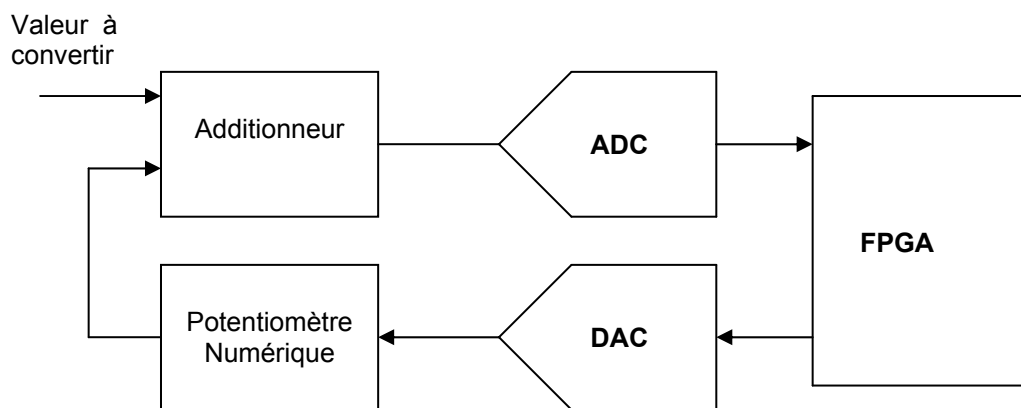 Valeur à
convertir
Additionneur
ADC
FPGA
Potentiomètre
Numérique
DAC